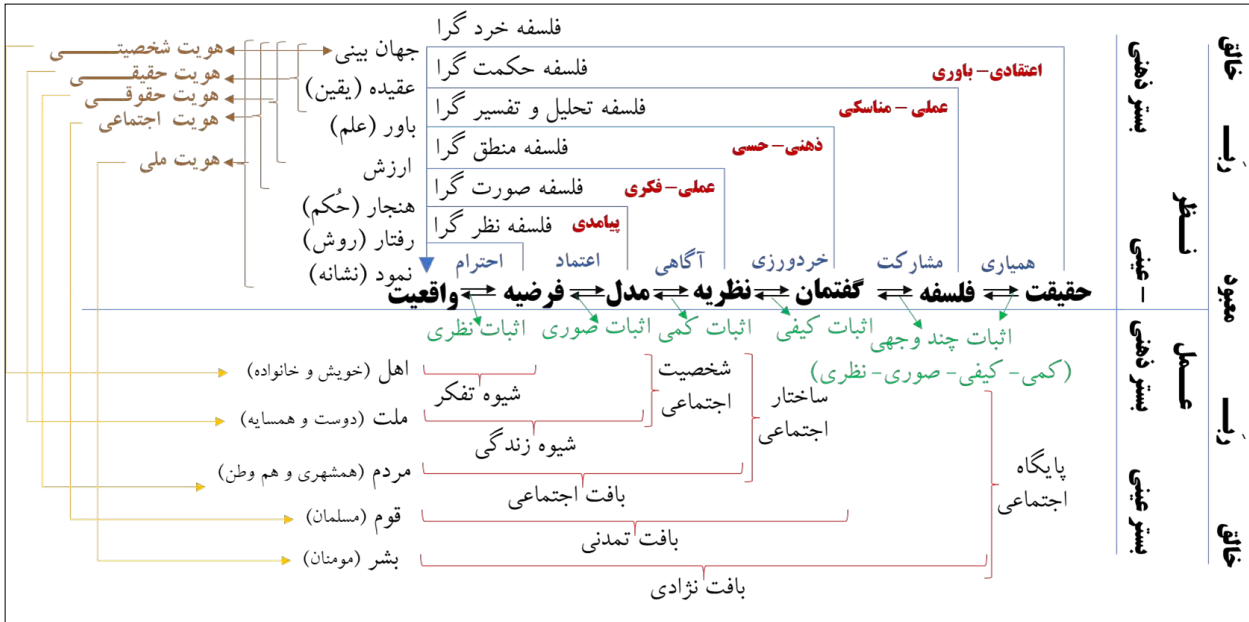 خالق
رَبّ
معبود
رَبّ
خالق
نــظر
عــمل
بستر ذهنی
– عینی
بستر ذهنی
بستر عینی
فلسفه خرد گرا
فلسفه حکمت گرا
فلسفه تحلیل و تفسیر گرا
فلسفه منطق گرا
فلسفه صورت گرا
فلسفه نظر گرا
اعتقادی– باوری
عملی – مناسکی
ذهنی– حسی
عملی– فکری
پیامدی
جهان بینی
عقیده (یقین)
باور (علم)
ارزش
هنجار (حُکم)
رفتار (روش)
نمود (نشانه)
هویت شخصیتــــی
هویت حقیقــــی
هویت حقوقــی
هویت اجتماعی
هویت ملی
همیاری مشارکت خردورزی آگاهی اعتماد احترام
حقیقت فلسفه گفتمان نظریه مدل فرضیه واقعیت
اثبات چند وجهی اثبات کیفی اثبات کمی اثبات صوری اثبات نظری
(کمی- کیفی- صوری- نظری)
اهل (خویش و خانواده)
شیوه تفکر
ملت (دوست و همسایه)
شیوه زندگی
مردم (همشهری و هم وطن)
بافت اجتماعی
قوم (مسلمان)
بافت تمدنی
بشر (مومنان)
بافت نژادی
شخصیت
اجتماعی
ساختار
اجتماعی
پایگاه
اجتماعی